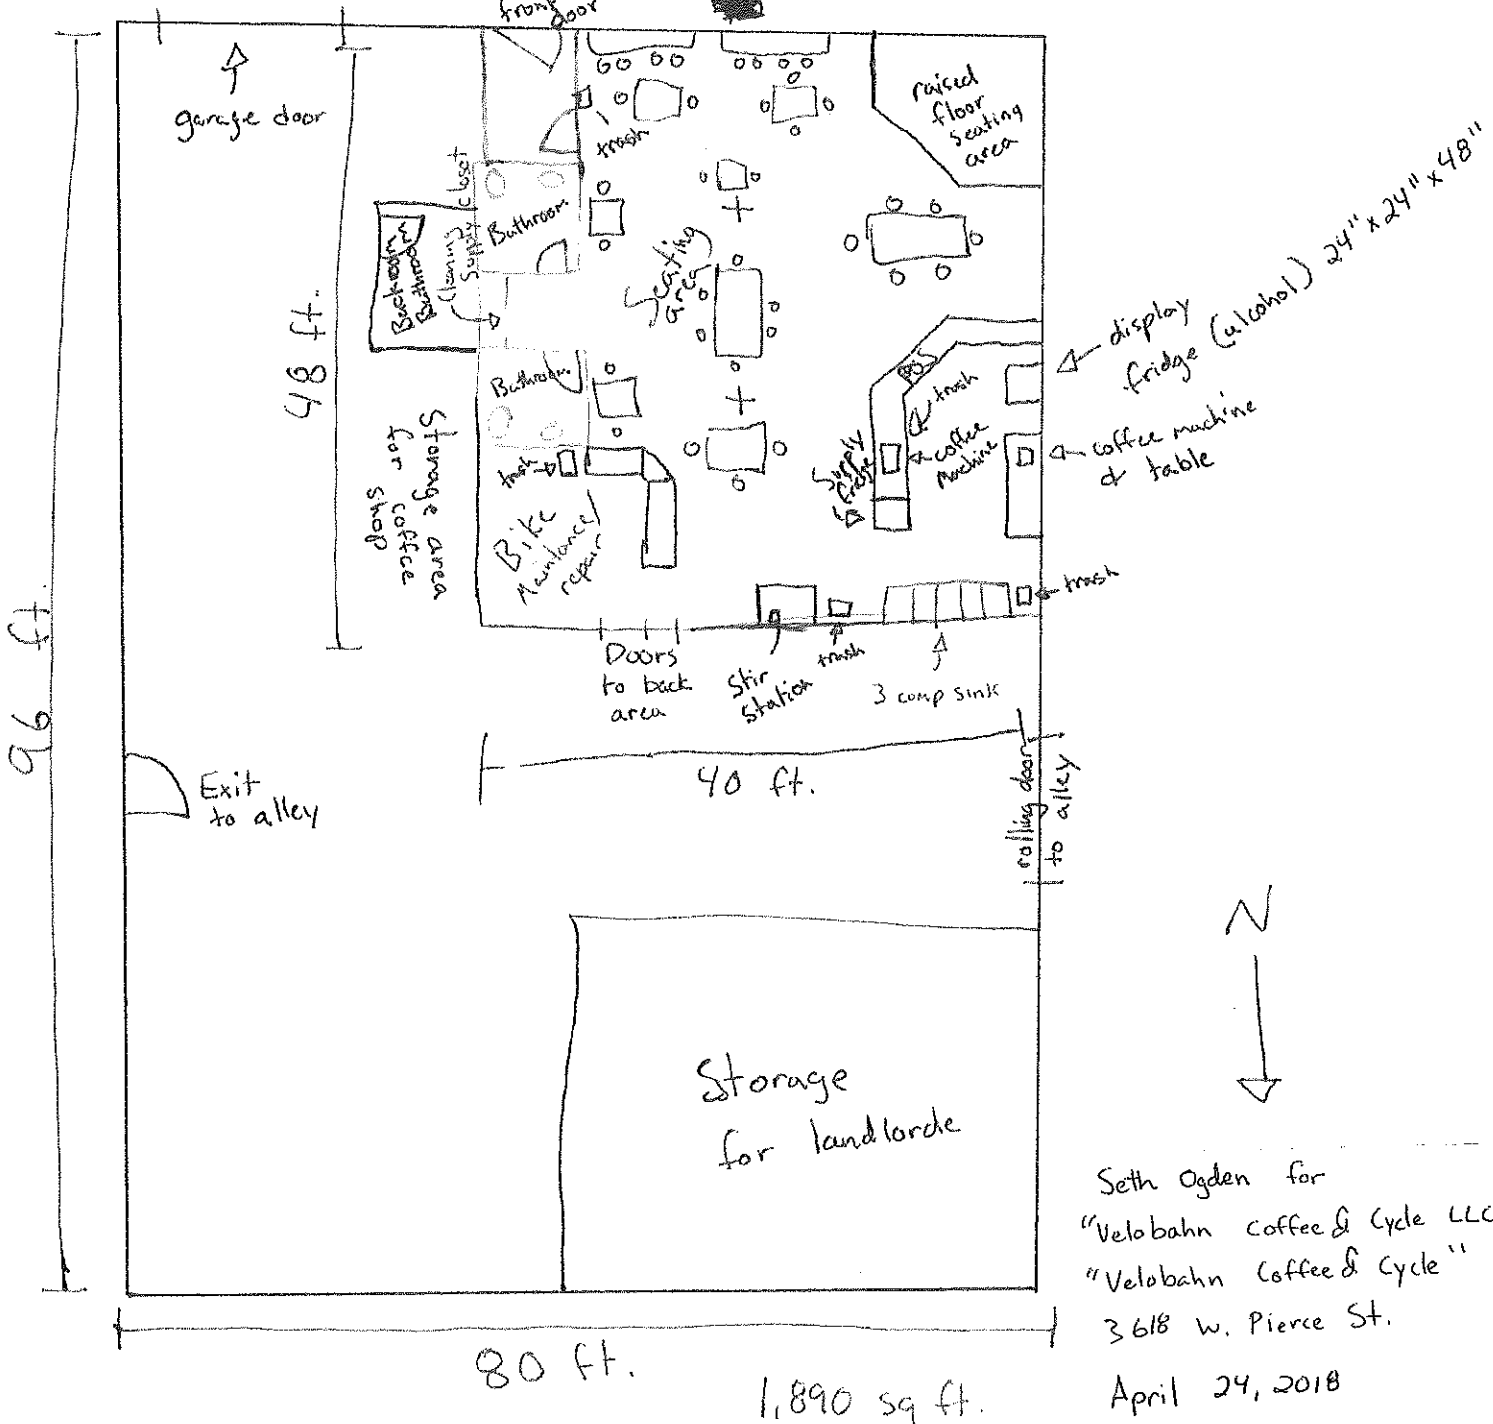 front
door
garage door
trash
raised
floor
seating
area
48 ft.
Cleaning
Supply closet
Bathroom
Backroom
Bathroom
Seating
area
display
fridge (alcohol) 24" x 24" x 48"
POS
trash
coffee
Machine
Supply
fridge
coffee machine
& table
Bathroom
trash
Storage area
for coffee
shop
Bike
Maintance/
repair
96 ft.
Doors
to back
area
Stir
station
trash
3 comp sink
trash
40 ft.
Exit
to alley
rolling door
to alley
N
Storage
for landlorde
Seth Ogden for
"Velobahn Coffee & Cycle LLC
"Velobahn Coffee & Cycle"
3618 W. Pierce St.
April 24, 2018
80 ft.
1,890 sq ft.